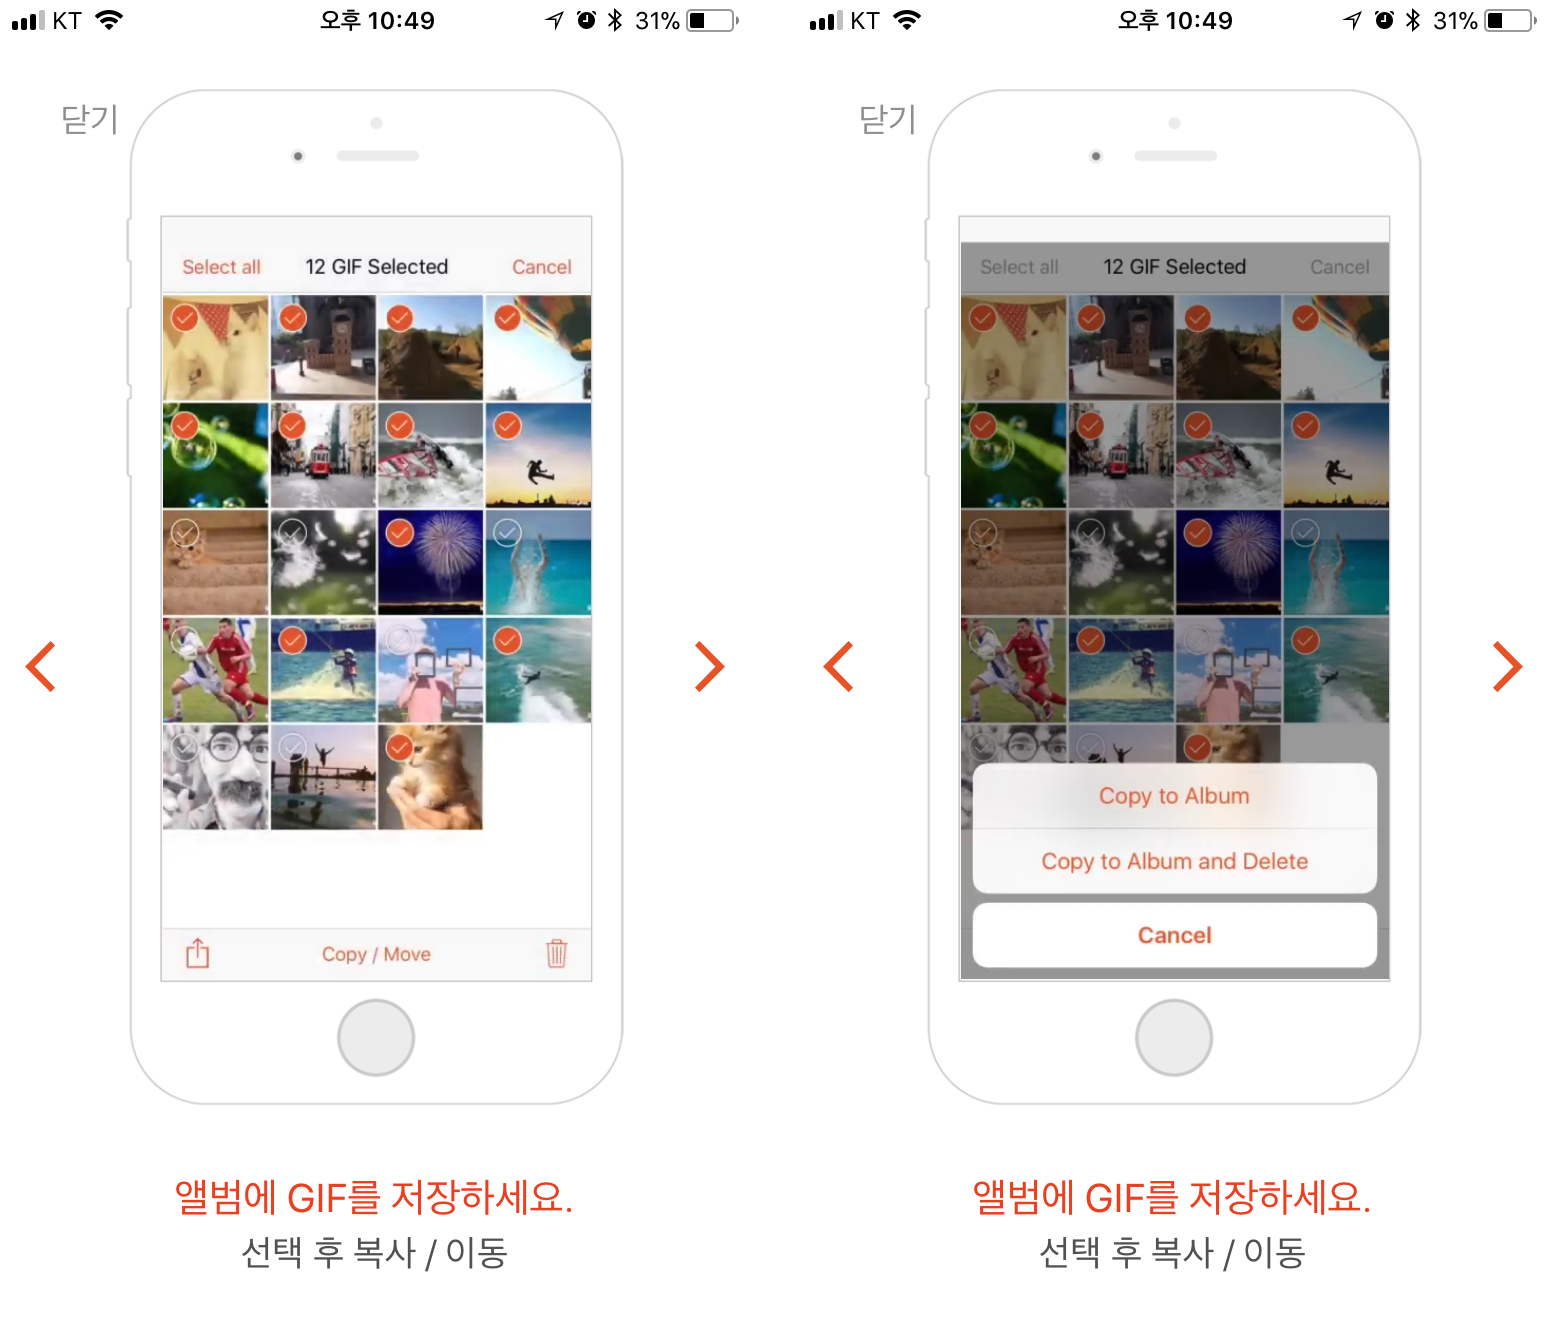 KT 오후 10:49 31%
닫기
Select all 12 GIF Selected Cancel
Copy / Move
앨범에 GIF를 저장하세요.
선택 후 복사 / 이동
KT 오후 10:49 31%
닫기
Select all 12 GIF Selected Cancel
Copy to Album
Copy to Album and Delete
Cancel
앨범에 GIF를 저장하세요.
선택 후 복사 / 이동